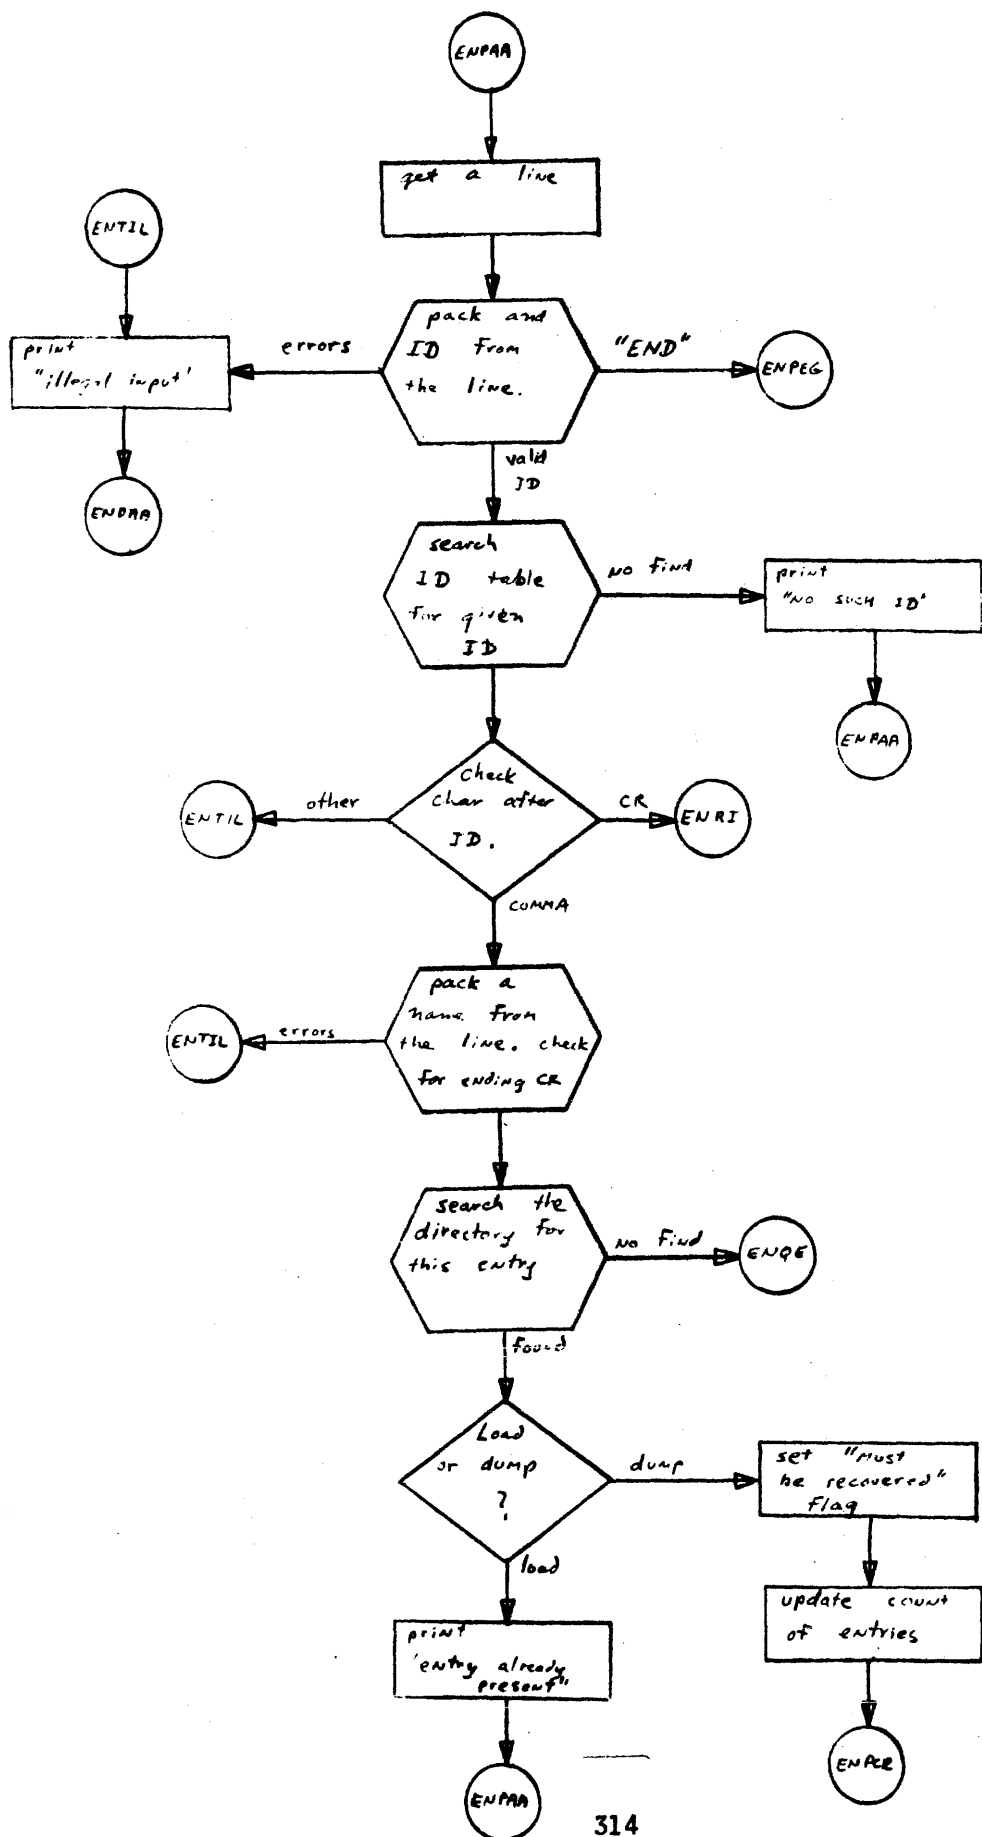 ENPAA
get a line
ENTIL
pack and
ID from
the line.
errors
"END"
ENPEG
print
"illegal input'
valid
ID
ENPAA
search
ID table
for given
ID
NO FIND
print
"NO SUCH ID"
ENPAA
check
char after
ID.
other
ENTIL
CR
ENRI
COMMA
pack a
name from
the line. check
for ending CR
errors
ENTIL
search the
directory for
this entry
NO FIND
ENQE
found
Load
or dump
?
dump
set "Must
be recovered"
Flag
load
update count
of entries
print
'entry already
present"
ENPCR
ENPAA
314